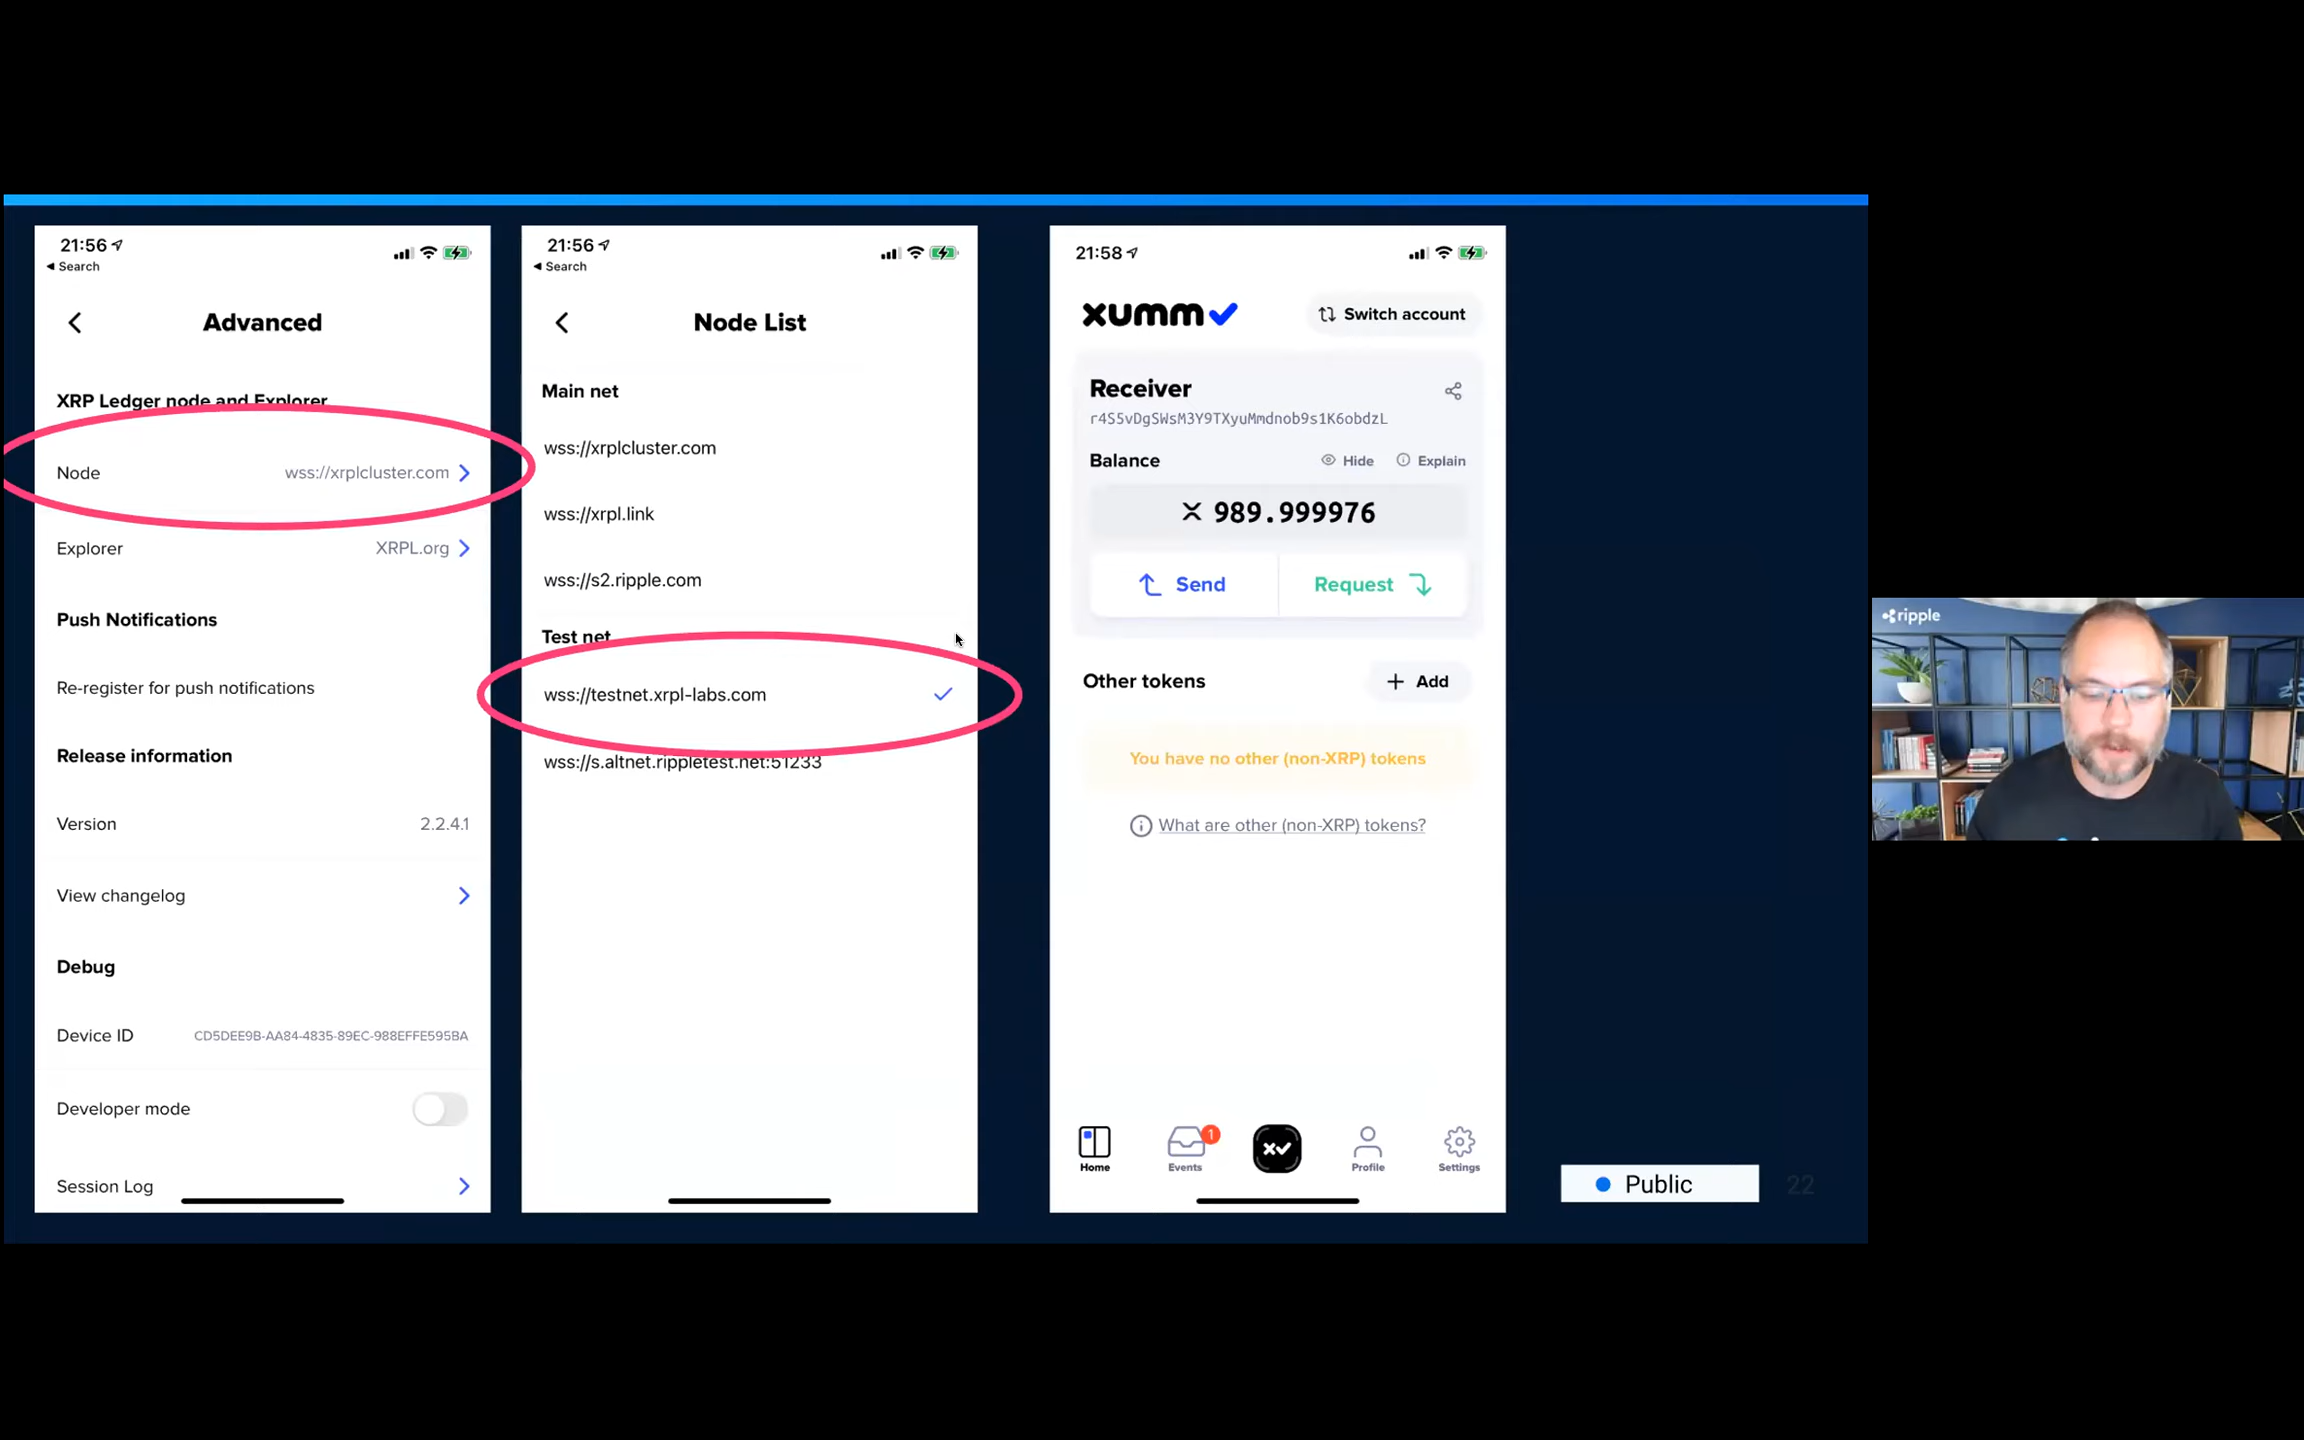 21:56
Search
Advanced
XRP Ledger node and Explorer
Node wss://xrplcluster.com
Explorer XRPL.org
Push Notifications
Re-register for push notifications
Release information
Version 2.2.4.1
View changelog
Debug
Device ID CD5DEE9B-AA84-4835-89EC-988EFFE595BA
Developer mode
Session Log
21:56
Search
Node List
Main net
wss://xrplcluster.com
wss://xrpl.link
wss://s2.ripple.com
Test net
wss://testnet.xrpl-labs.com
wss://s.altnet.rippletest.net:51233
21:58
xumm
Switch account
Receiver
r4S5vDgSWsM3Y9TXyuMmdnob9s1K6obdzL
Balance Hide Explain
989.999976
Send Request
Other tokens Add
You have no other (non-XRP) tokens
What are other (non-XRP) tokens?
1
Home Events Profile Settings
Public 22
ripple